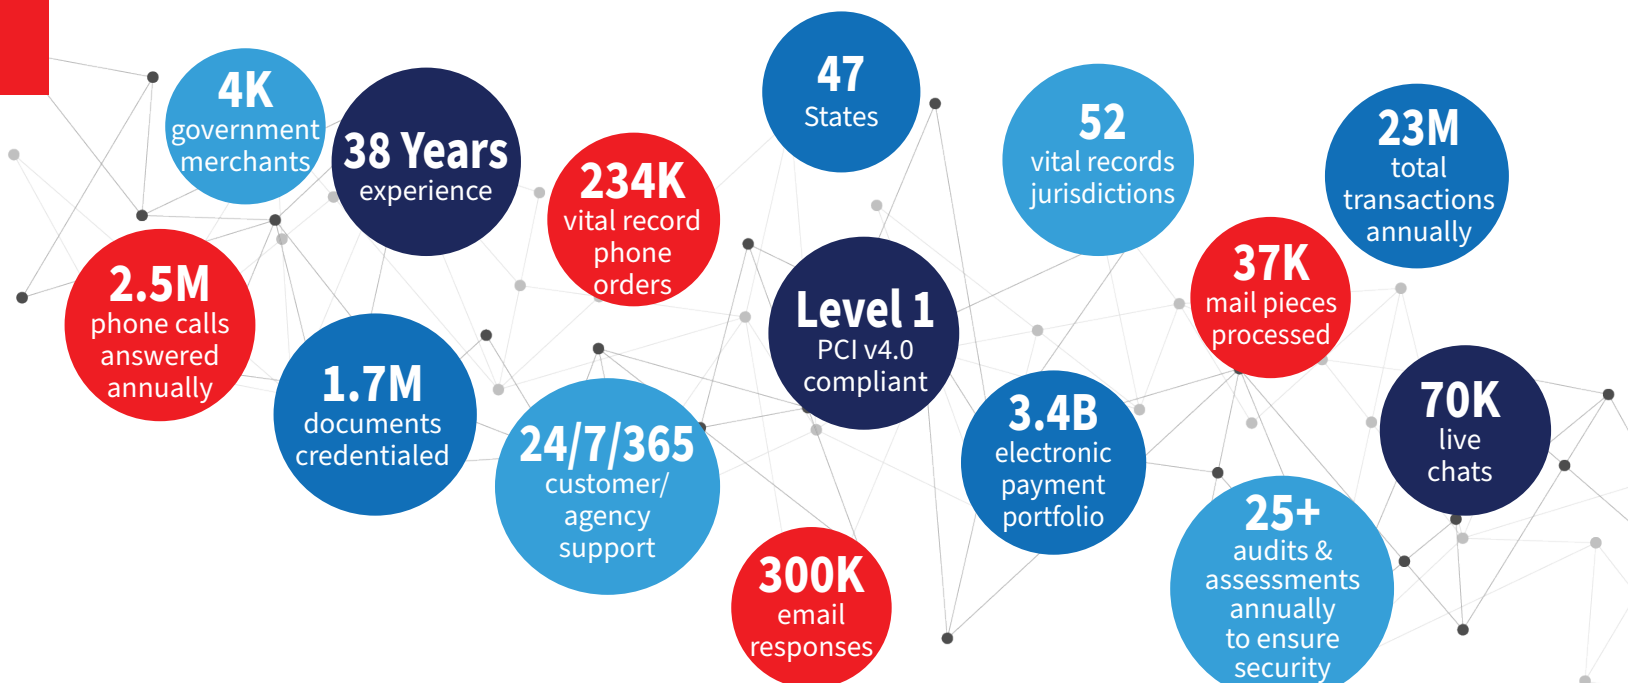 4K
government
merchants
38 Years
experience
234K
vital record
phone
orders
47
States
52
vital records
jurisdictions
23M
total
transactions
annually
2.5M
phone calls
answered
annually
1.7M
documents
credentialed
24/7/365
customer/
agency
support
Level 1
PCI v4.0
compliant
37K
mail pieces
processed
3.4B
electronic
payment
portfolio
70K
live
chats
300K
email
responses
25+
audits &
assessments
annually
to ensure
security